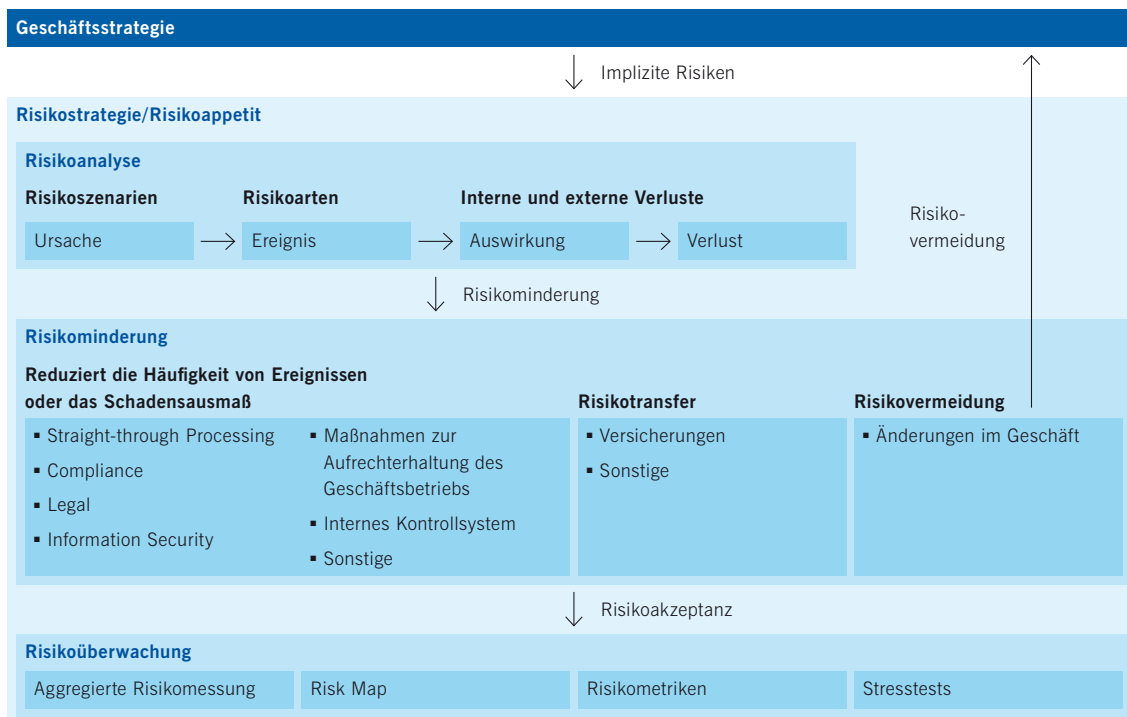 Geschäftsstrategie
Implizite Risiken
Risikostrategie/Risikoappetit
Risikoanalyse
Risikoszenarien
Risikoarten
Interne und externe Verluste
Ursache
Ereignis
Auswirkung
Verlust
Risiko-
vermeidung
Risikominderung
Risikominderung
Reduziert die Häufigkeit von Ereignissen
oder das Schadensausmaß
▪ Straight-through Processing
▪ Compliance
▪ Legal
▪ Information Security
▪ Maßnahmen zur
Aufrechterhaltung des
Geschäftsbetriebs
▪ Internes Kontrollsystem
▪ Sonstige
Risikotransfer
▪ Versicherungen
▪ Sonstige
Risikovermeidung
▪ Änderungen im Geschäft
Risikoakzeptanz
Risikoüberwachung
Aggregierte Risikomessung
Risk Map
Risikometriken
Stresstests